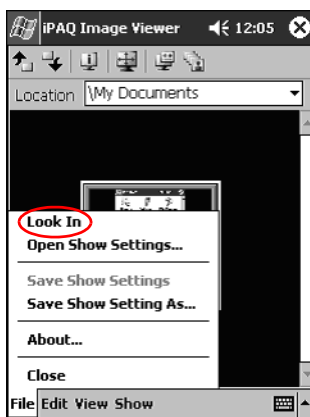 iPAQ Image Viewer 12:05
Location \My Documents
Look In
Open Show Settings...
Save Show Settings
Save Show Setting As...
About...
Close
File Edit View Show